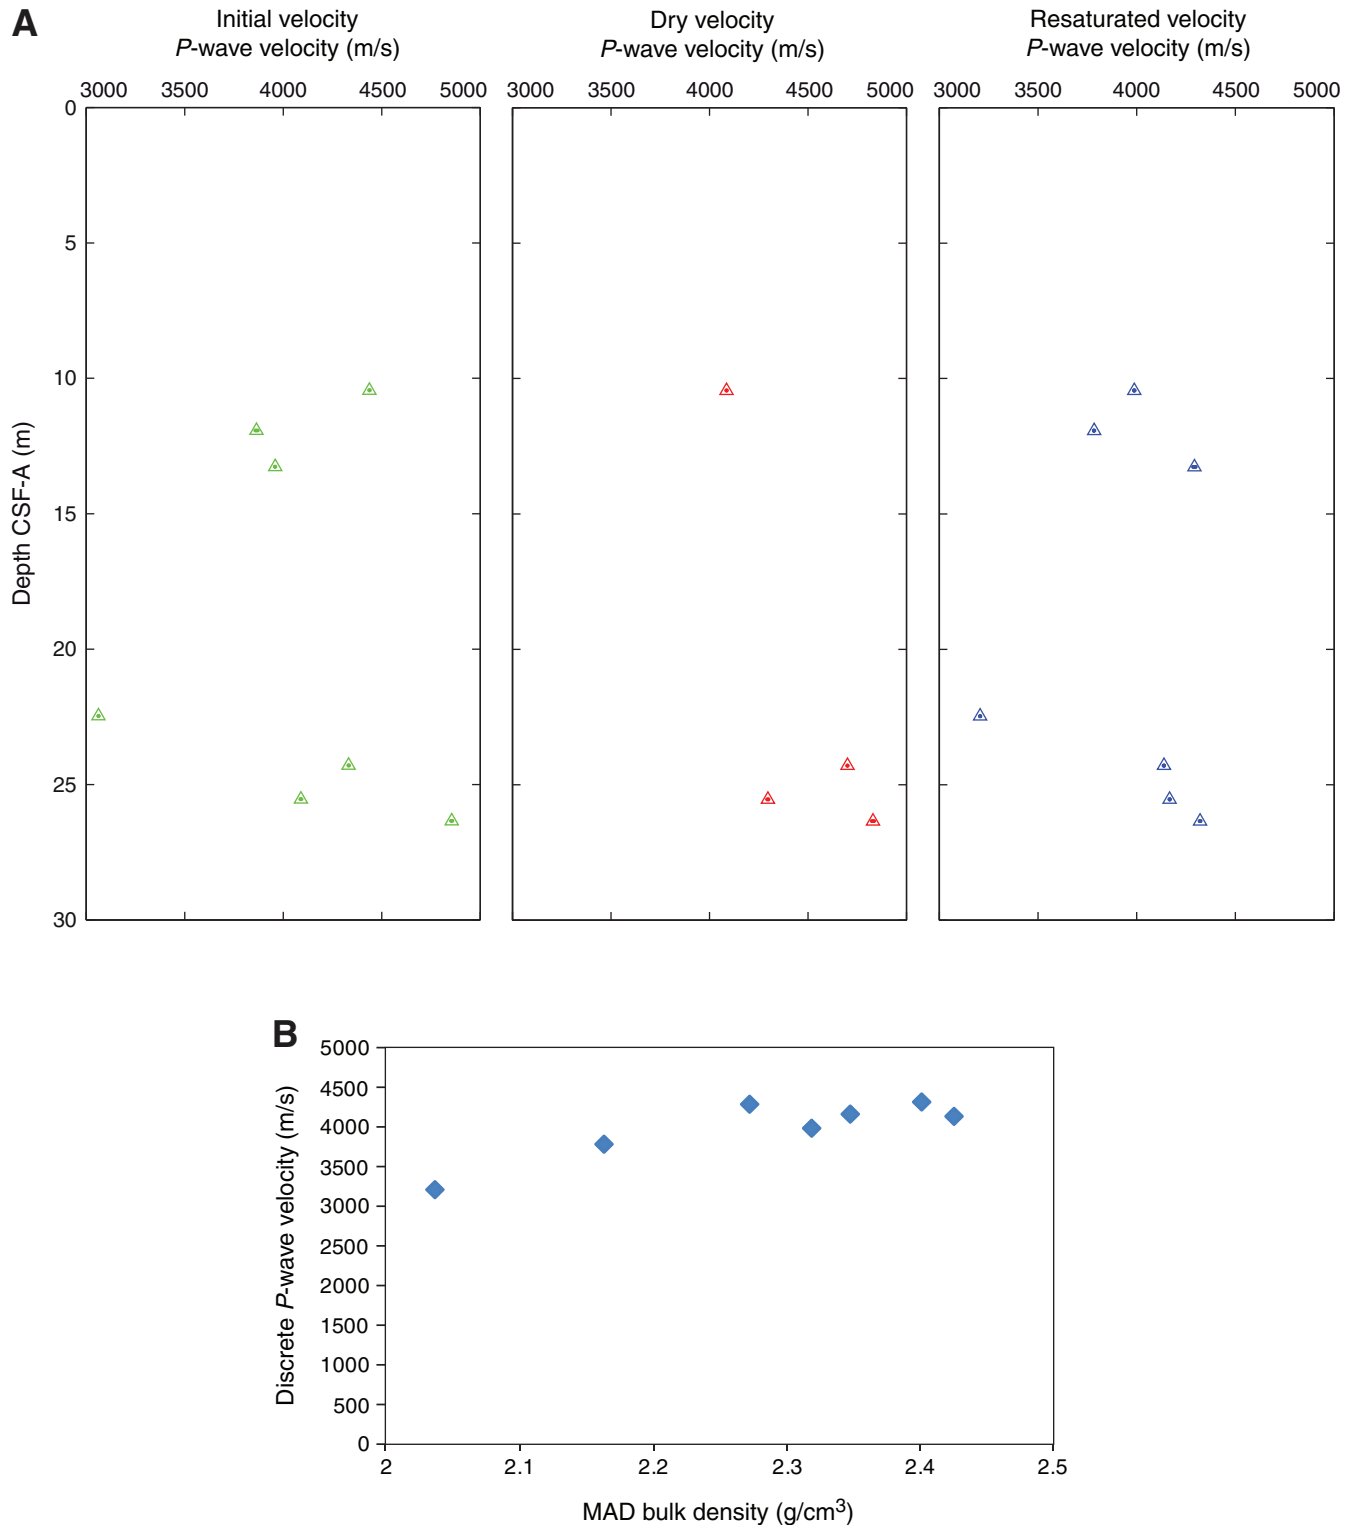 A
Initial velocity
P-wave velocity (m/s)
Dry velocity
P-wave velocity (m/s)
Resaturated velocity
P-wave velocity (m/s)
3000 3500 4000 4500 5000
3000 3500 4000 4500 5000
3000 3500 4000 4500 5000
0
5
10
15
20
25
30
Depth CSF-A (m)
B
5000
4500
4000
3500
3000
2500
2000
1500
1000
500
0
Discrete P-wave velocity (m/s)
2 2.1 2.2 2.3 2.4 2.5
MAD bulk density (g/cm³)